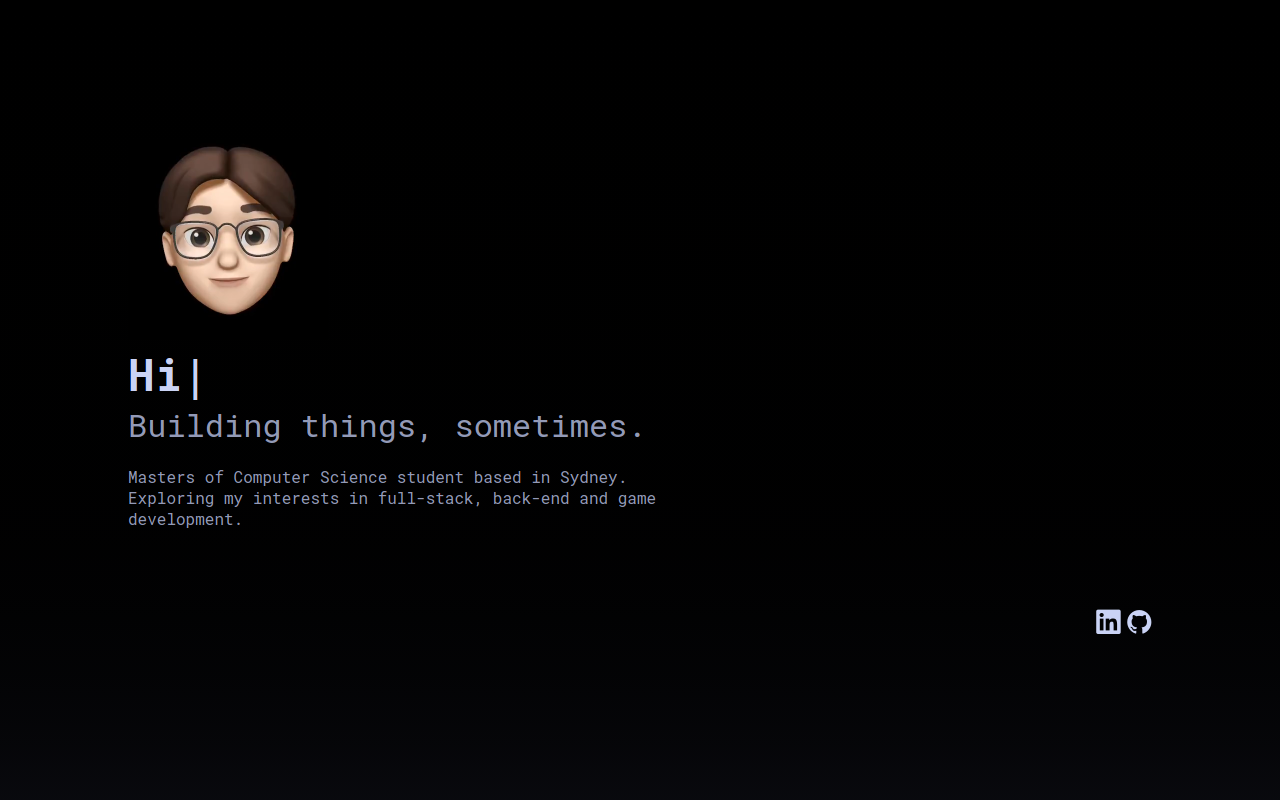 Hi|
Building things, sometimes.
Masters of Computer Science student based in Sydney.
Exploring my interests in full-stack, back-end and game
development.
in